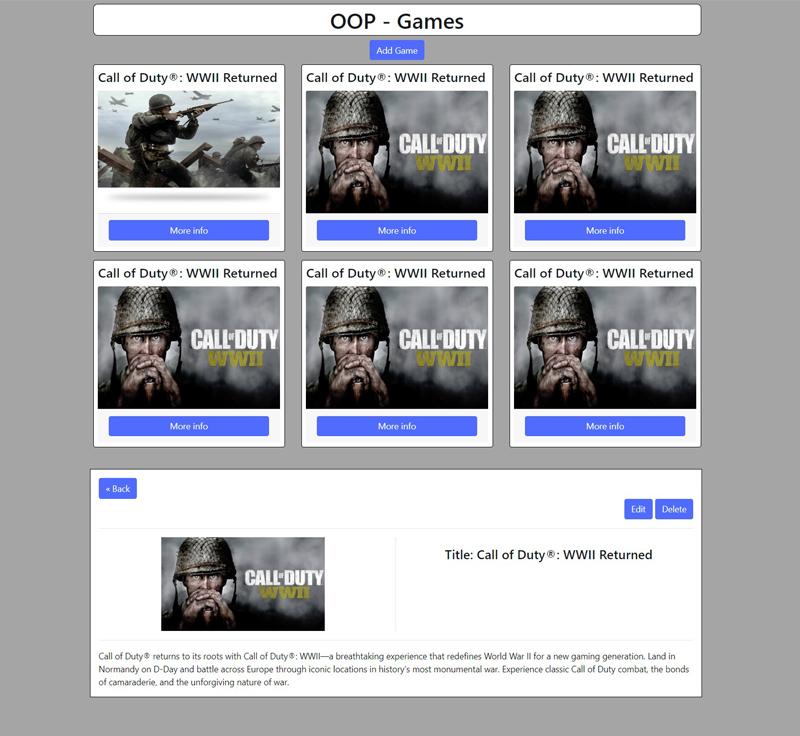 OOP - Games
Add Game
Call of Duty®: WWII Returned
Call of Duty®: WWII Returned
Call of Duty®: WWII Returned
CALL OF DUTY
WWII
CALL OF DUTY
WWII
More info
More info
More info
Call of Duty®: WWII Returned
Call of Duty®: WWII Returned
Call of Duty®: WWII Returned
CALL OF DUTY
WWII
CALL OF DUTY
WWII
CALL OF DUTY
WWII
More info
More info
More info
« Back
Edit
Delete
CALL OF DUTY
WWII
Title: Call of Duty®: WWII Returned
Call of Duty® returns to its roots with Call of Duty®: WWII—a breathtaking experience that redefines World War II for a new gaming generation. Land in
Normandy on D-Day and battle across Europe through iconic locations in history's most monumental war. Experience classic Call of Duty combat, the bonds
of camaraderie, and the unforgiving nature of war.